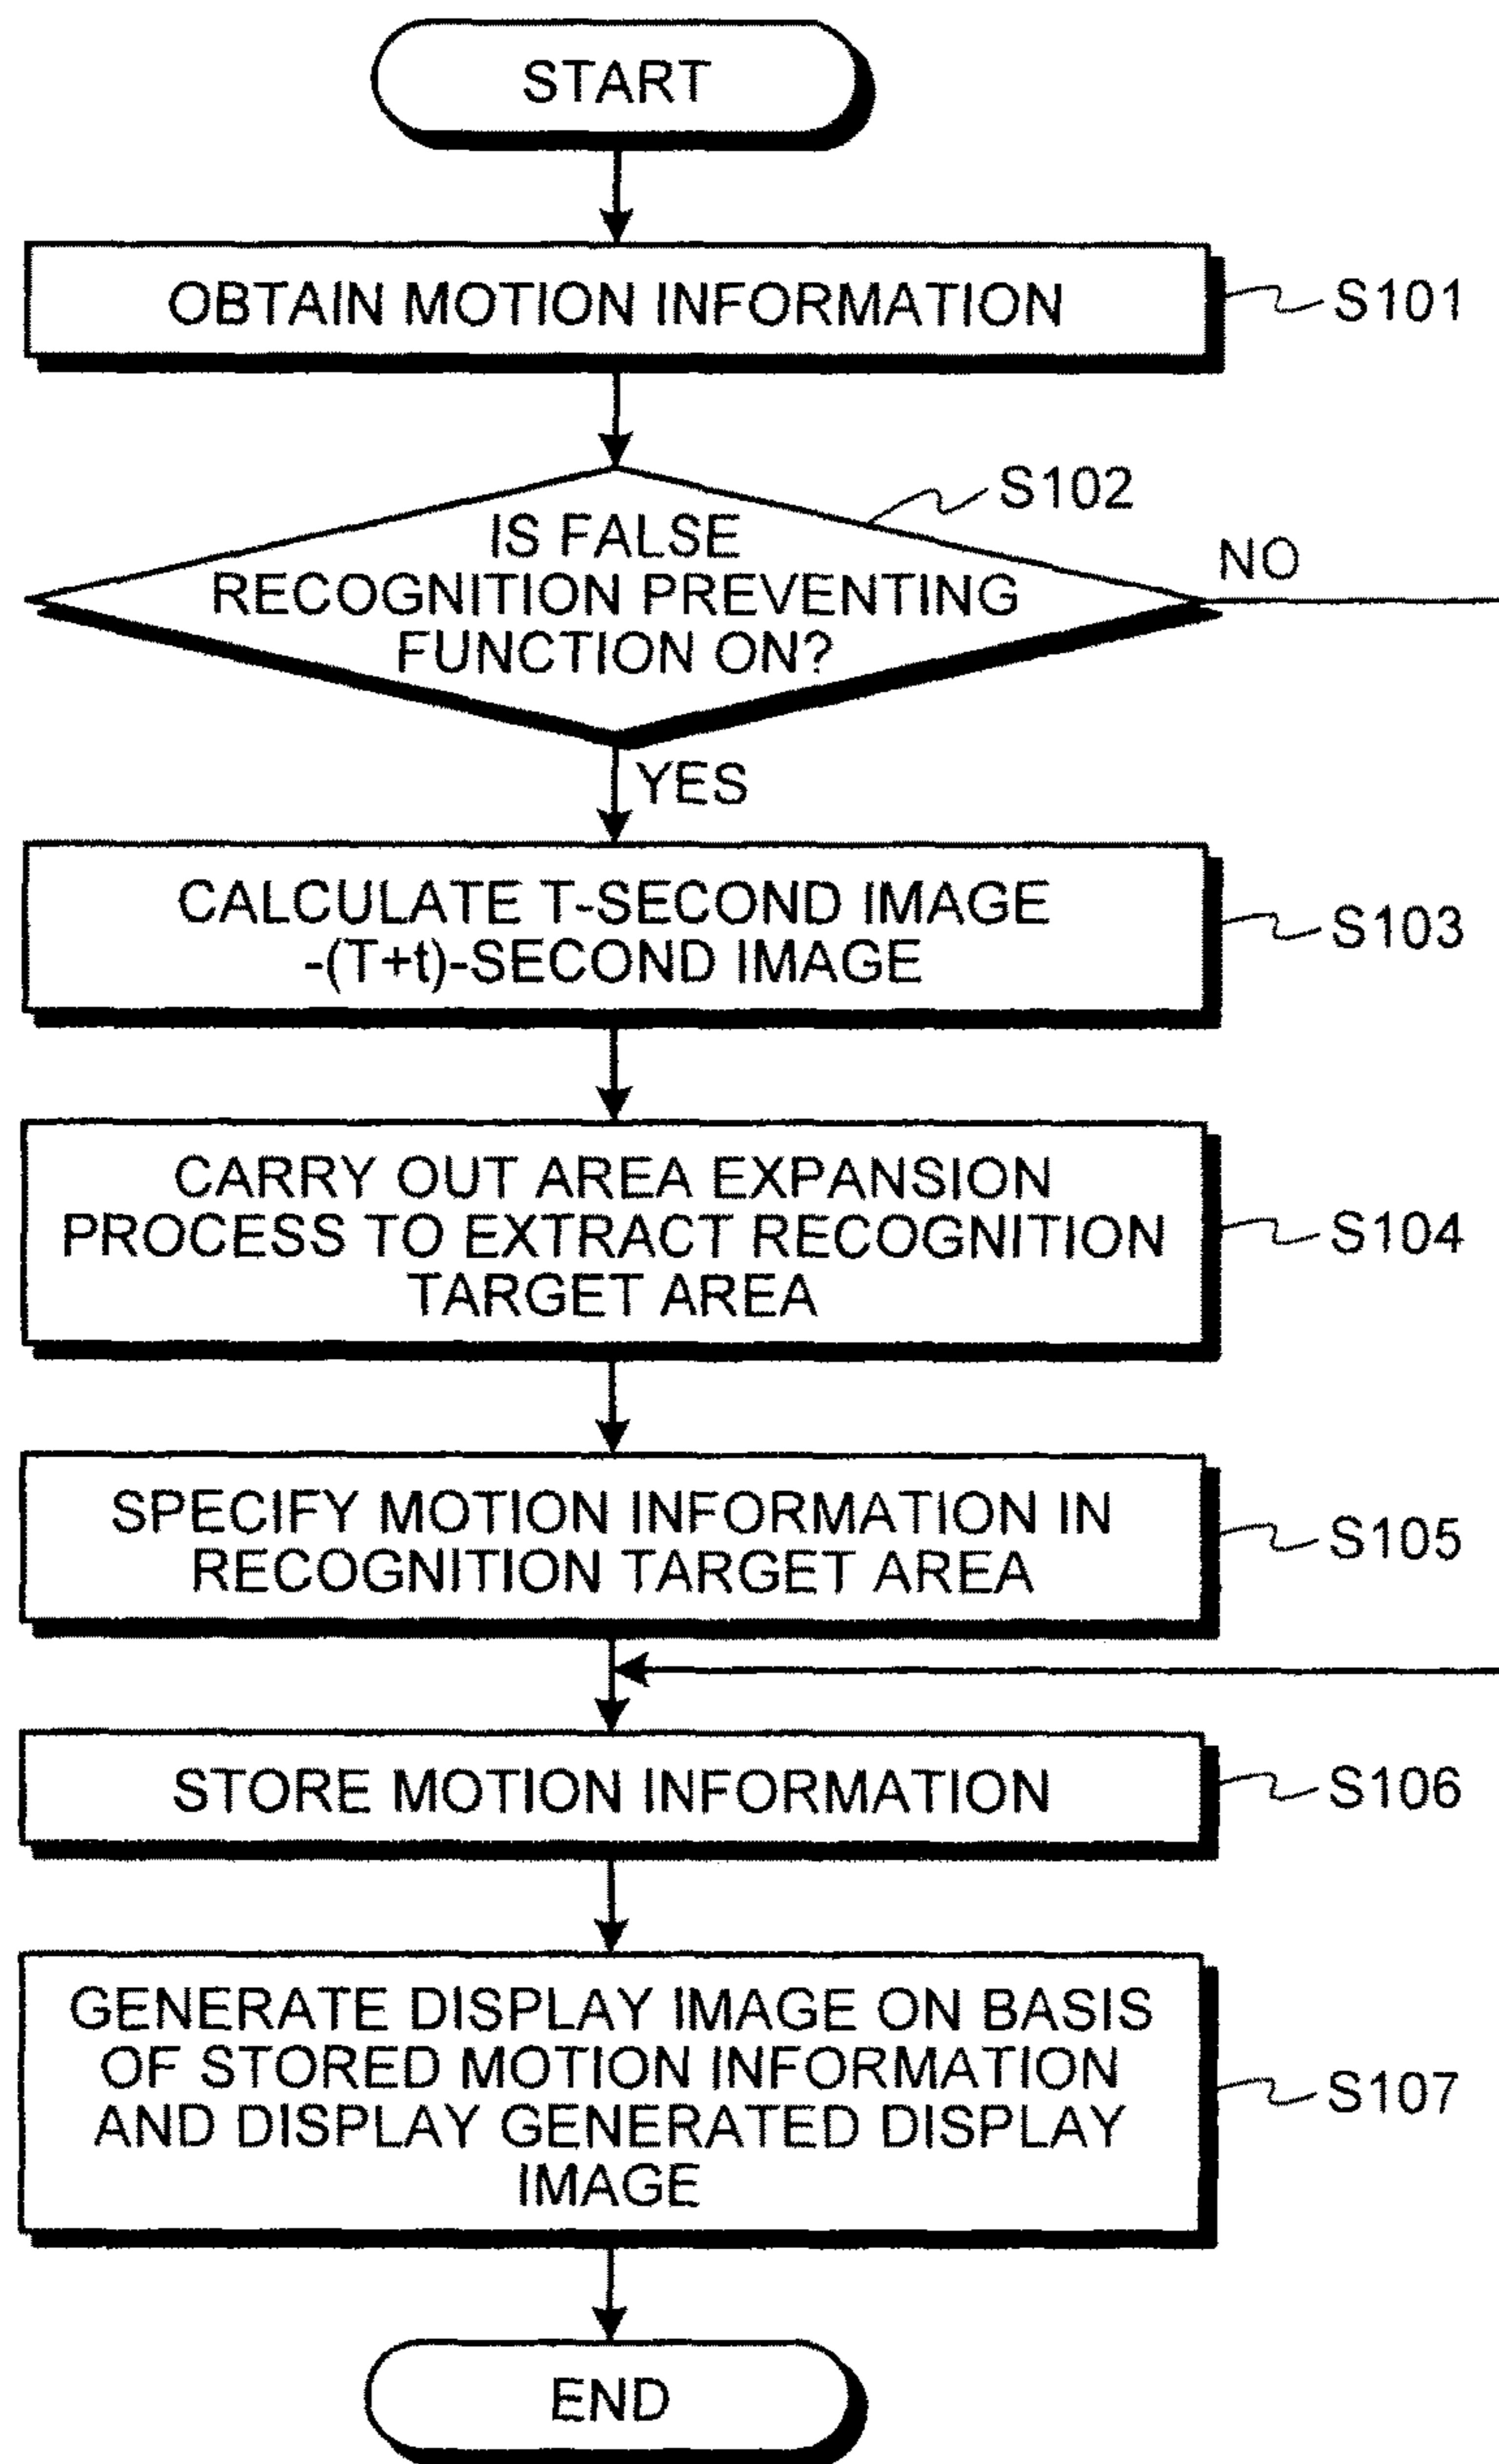 START
OBTAIN MOTION INFORMATION
S101
S102
IS FALSE
RECOGNITION PREVENTING
FUNCTION ON?
NO
YES
CALCULATE T-SECOND IMAGE
-(T+t)-SECOND IMAGE
S103
CARRY OUT AREA EXPANSION
PROCESS TO EXTRACT RECOGNITION
TARGET AREA
S104
SPECIFY MOTION INFORMATION IN
RECOGNITION TARGET AREA
S105
STORE MOTION INFORMATION
S106
GENERATE DISPLAY IMAGE ON BASIS
OF STORED MOTION INFORMATION
AND DISPLAY GENERATED DISPLAY
IMAGE
S107
END